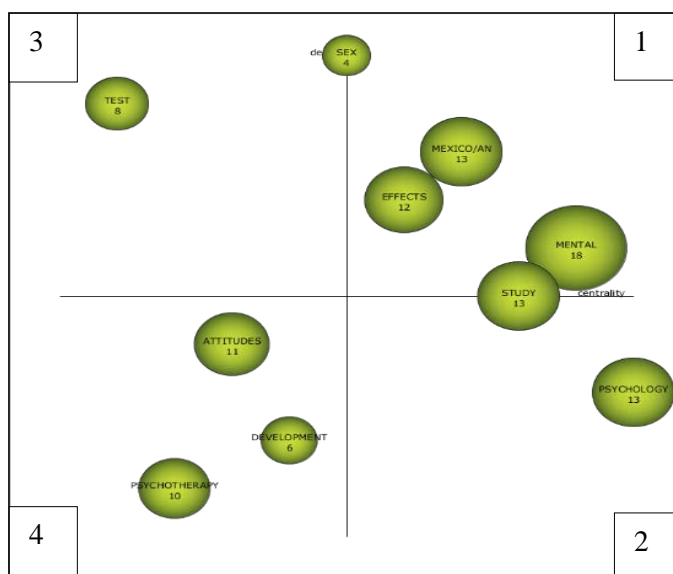 3
1
de
SEX
4
TEST
8
MEXICO/AN
13
EFFECTS
12
MENTAL
18
STUDY
13
centrality
ATTITUDES
11
PSYCHOLOGY
13
DEVELOPMENT
6
PSYCHOTHERAPY
10
4
2